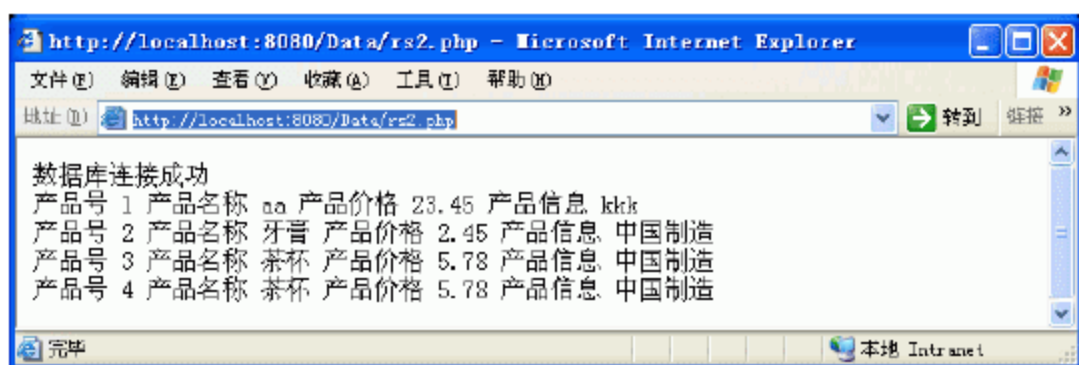 http://localhost:8080/Data/rs2.php - Microsoft Internet Explorer
文件(F) 编辑(E) 查看(V) 收藏(A) 工具(T) 帮助(H)
地址(D) http://localhost:8080/Data/rs2.php 转到 链接 »
数据库连接成功
产品号 1 产品名称 aa 产品价格 23.45 产品信息 kkk
产品号 2 产品名称 牙膏 产品价格 2.45 产品信息 中国制造
产品号 3 产品名称 茶杯 产品价格 5.78 产品信息 中国制造
产品号 4 产品名称 茶杯 产品价格 5.78 产品信息 中国制造
完毕 本地 Intranet